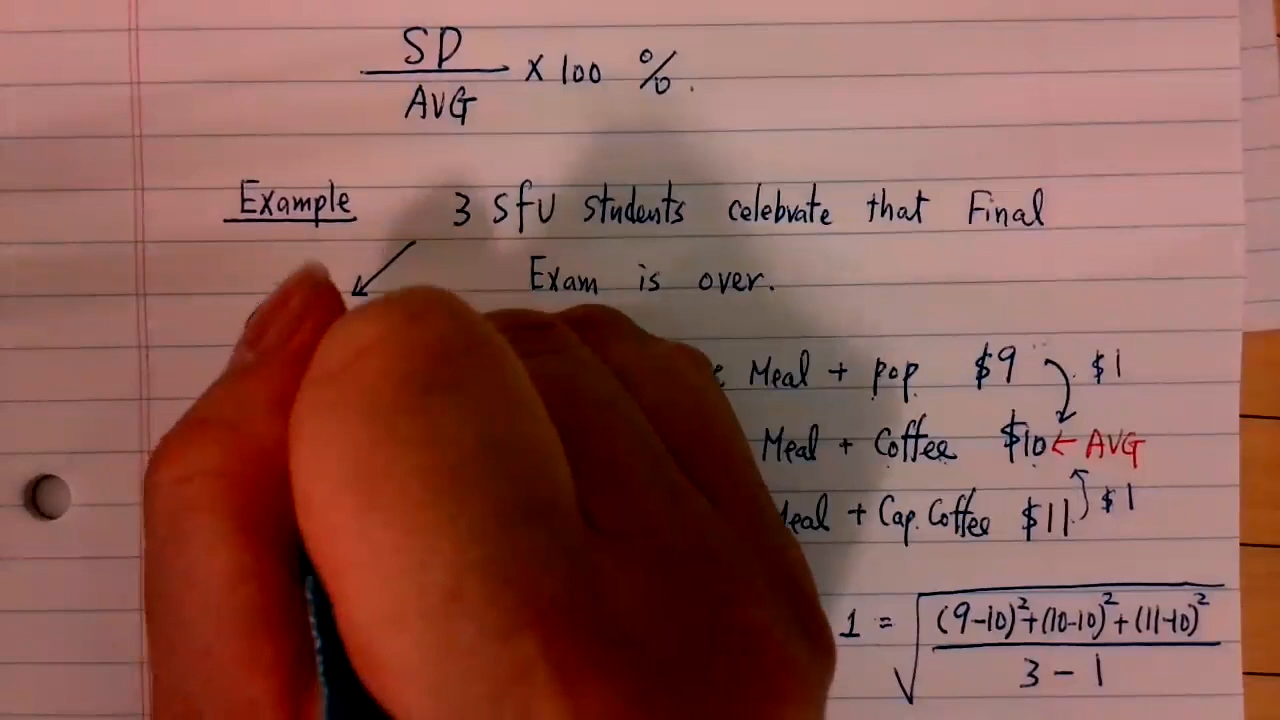 SD
AVG × 100 %.
Example 3 SFU students celebrate that Final
Exam is over.
Meal + pop $9 $1
Meal + Coffee $10 ← AVG
Meal + Cap. Coffee $11 $1
1 = √ (9-10)²+(10-10)²+(11-10)²
3 - 1